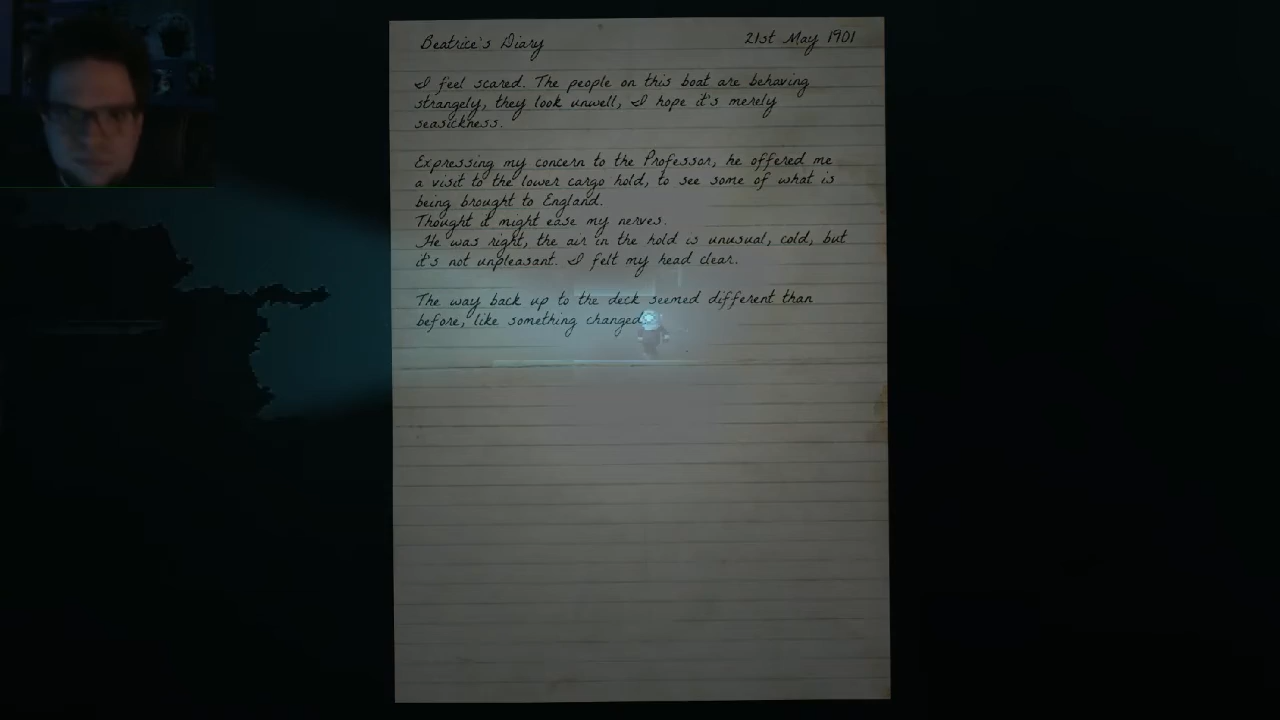 Beatrice's Diary
21st May 1901
I feel scared. The people on this boat are behaving
strangely, they look unwell, I hope it's merely
seasickness.
Expressing my concern to the Professor, he offered me
a visit to the lower cargo hold, to see some of what is
being brought to England.
Thought it might ease my nerves.
He was right, the air in the hold is unusual, cold, but
it's not unpleasant. I felt my head clear.
The way back up to the deck seemed different than
before, like something changed